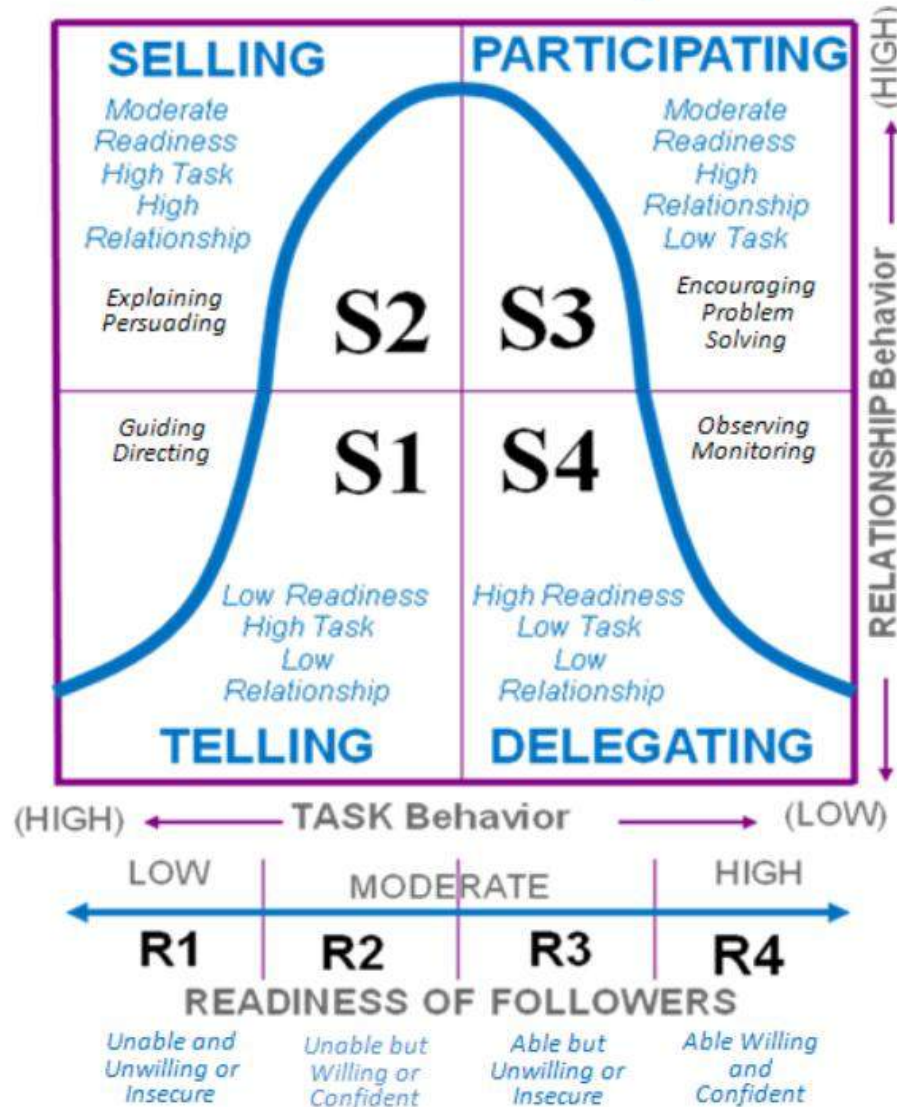 SELLING
Moderate
Readiness
High Task
High
Relationship
Explaining
Persuading
S2
PARTICIPATING
Moderate
Readiness
High
Relationship
Low Task
Encouraging
Problem
Solving
S3
Guiding
Directing
S1
Low Readiness
High Task
Low
Relationship
TELLING
Observing
Monitoring
S4
High Readiness
Low Task
Low
Relationship
DELEGATING
(HIGH)
RELATIONSHIP Behavior
(HIGH)
TASK Behavior
(LOW)
LOW
MODERATE
HIGH
R1
R2
R3
R4
READINESS OF FOLLOWERS
Unable and
Unwilling or
Insecure
Unable but
Willing or
Confident
Able but
Unwilling or
Insecure
Able Willing
and
Confident